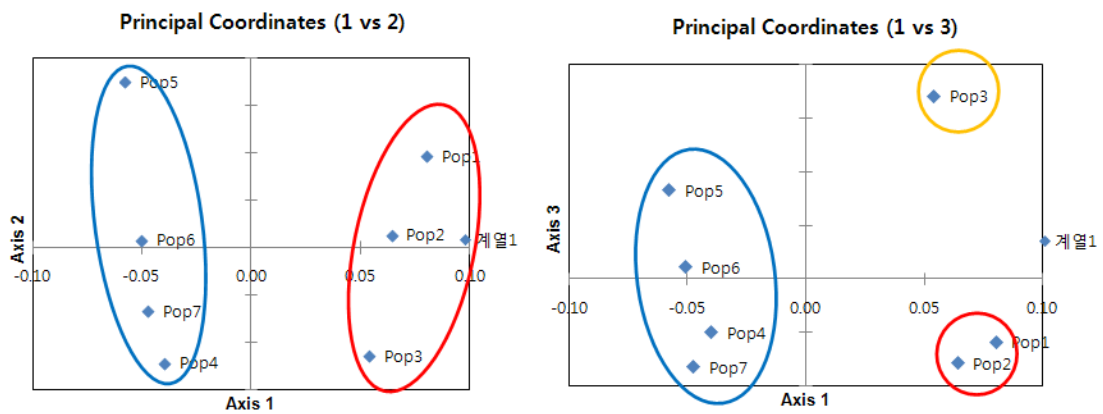 Principal Coordinates (1 vs 2)
Pop5
Pop1
Pop2
계열1
Pop6
-0.10
-0.05
0.00
0.05
0.10
Pop7
Pop3
Pop4
Axis 2
Axis 1
Principal Coordinates (1 vs 3)
Pop3
Pop5
계열1
Pop6
-0.10
-0.05
0.00
0.05
0.10
Pop4
Pop1
Pop7
Pop2
Axis 3
Axis 1